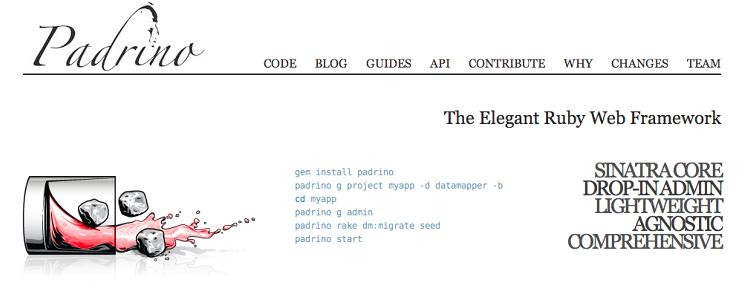 Padrino
CODE BLOG GUIDES API CONTRIBUTE WHY CHANGES TEAM
The Elegant Ruby Web Framework
gem install padrino
padrino g project myapp -d datamapper -b
cd myapp
padrino g admin
padrino rake dm:migrate seed
padrino start
SINATRA CORE
DROP-IN ADMIN
LIGHTWEIGHT
AGNOSTIC
COMPREHENSIVE